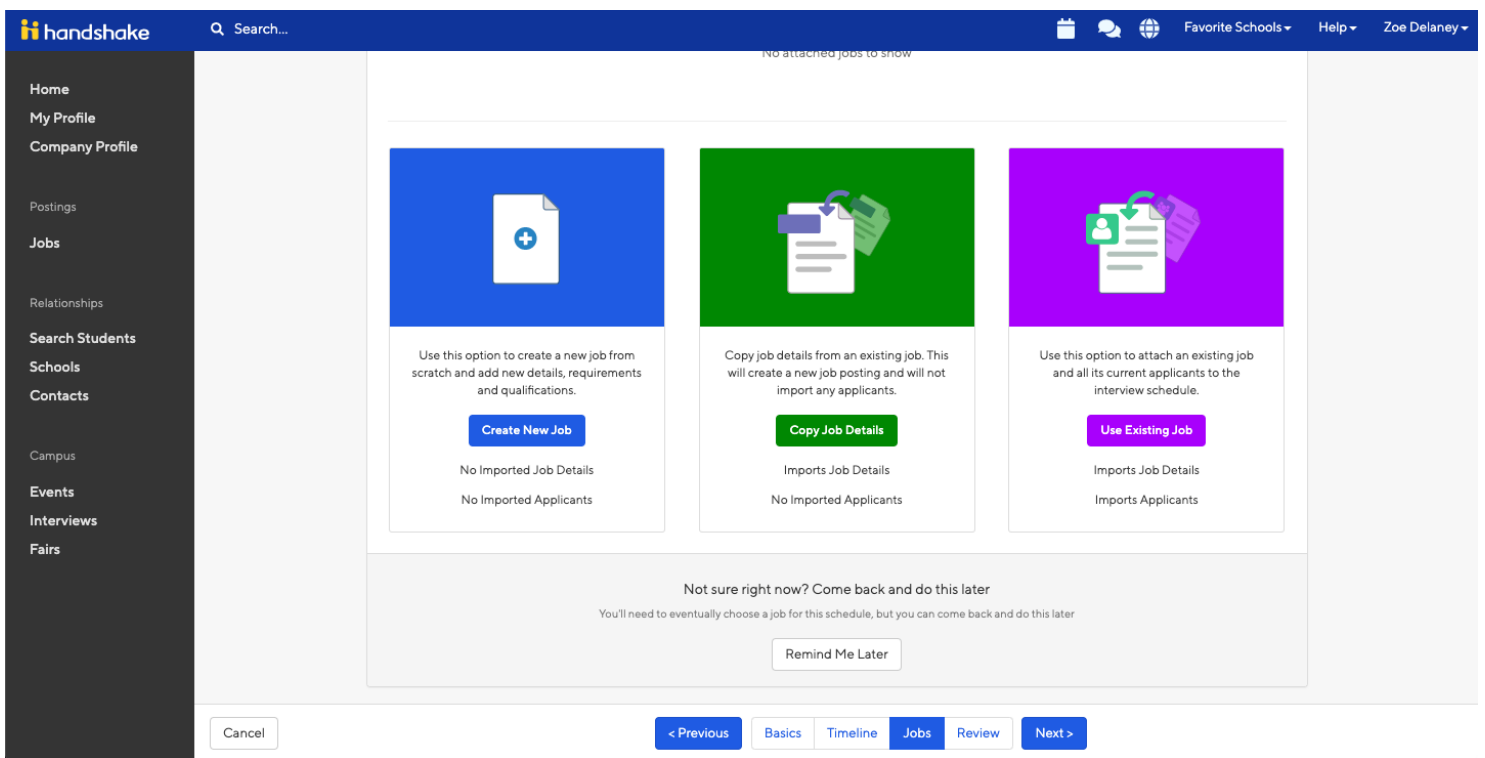 handshake
Search...
Favorite Schools
Help
Zoe Delaney
Home
My Profile
Company Profile
Postings
Jobs
Relationships
Search Students
Schools
Contacts
Campus
Events
Interviews
Fairs
No attached jobs to show
Use this option to create a new job from
scratch and add new details, requirements
and qualifications.
Create New Job
No Imported Job Details
No Imported Applicants
Copy job details from an existing job. This
will create a new job posting and will not
import any applicants.
Copy Job Details
Imports Job Details
No Imported Applicants
Use this option to attach an existing job
and all its current applicants to the
interview schedule.
Use Existing Job
Imports Job Details
Imports Applicants
Not sure right now? Come back and do this later
You'll need to eventually choose a job for this schedule, but you can come back and do this later
Remind Me Later
Cancel
< Previous
Basics
Timeline
Jobs
Review
Next >